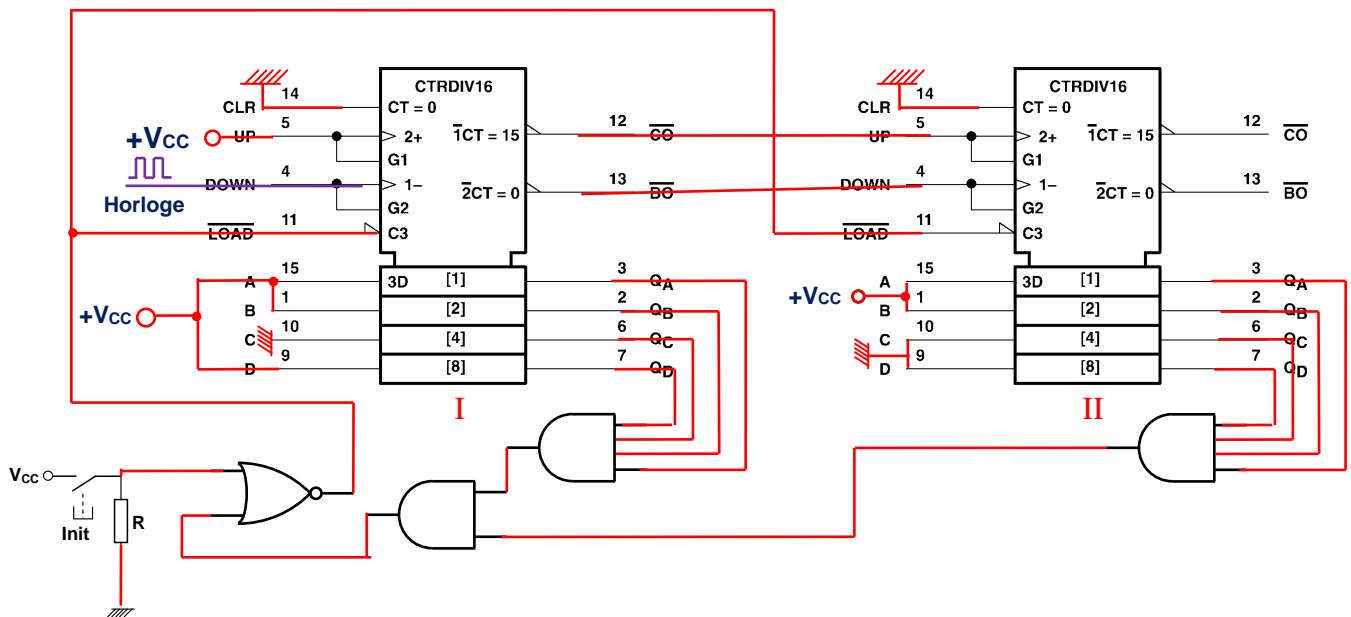 CTRDIV16
CLR 14 CT = 0
+VCC UP 5 2+ 1CT = 15 12 CO
G1
Horloge DOWN 4 1– 2CT = 0 13 BO
G2
LOAD 11 C3
A 15 3D [1] 3 QA
+VCC B 1 [2] 2 QB
C 10 [4] 6 QC
D 9 [8] 7 QD
I
CTRDIV16
CLR 14 CT = 0
UP 5 2+ 1CT = 15 12 CO
G1
DOWN 4 1– 2CT = 0 13 BO
G2
LOAD 11 C3
A 15 3D [1] 3 QA
+VCC B 1 [2] 2 QB
C 10 [4] 6 QC
D 9 [8] 7 QD
II
VCC
Init
R